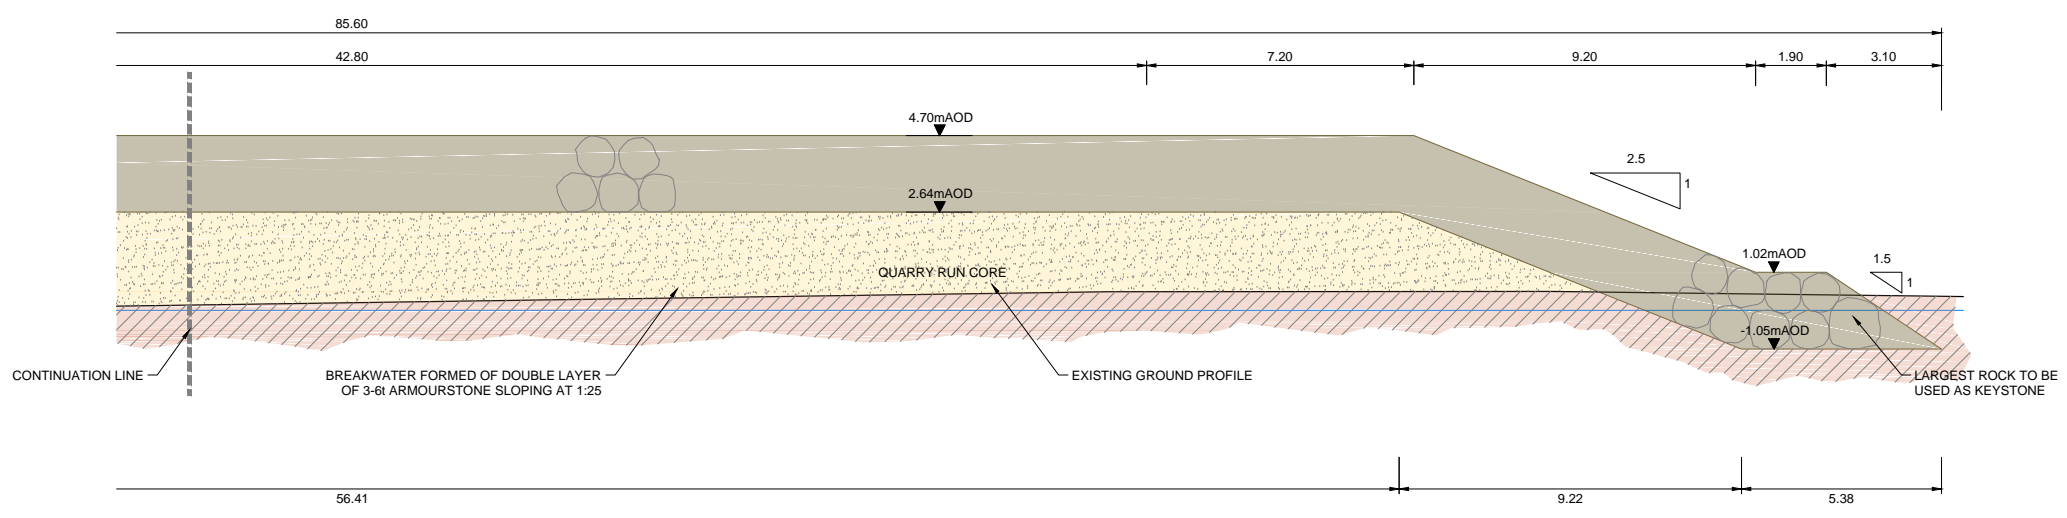 85.60
42.80
7.20
9.20
1.90
3.10
4.70mAOD
2.5
1
2.64mAOD
1.02mAOD
1.5
1
QUARRY RUN CORE
-1.05mAOD
CONTINUATION LINE
BREAKWATER FORMED OF DOUBLE LAYER
OF 3-6t ARMOURSTONE SLOPING AT 1:25
EXISTING GROUND PROFILE
LARGEST ROCK TO BE
USED AS KEYSTONE
56.41
9.22
5.38